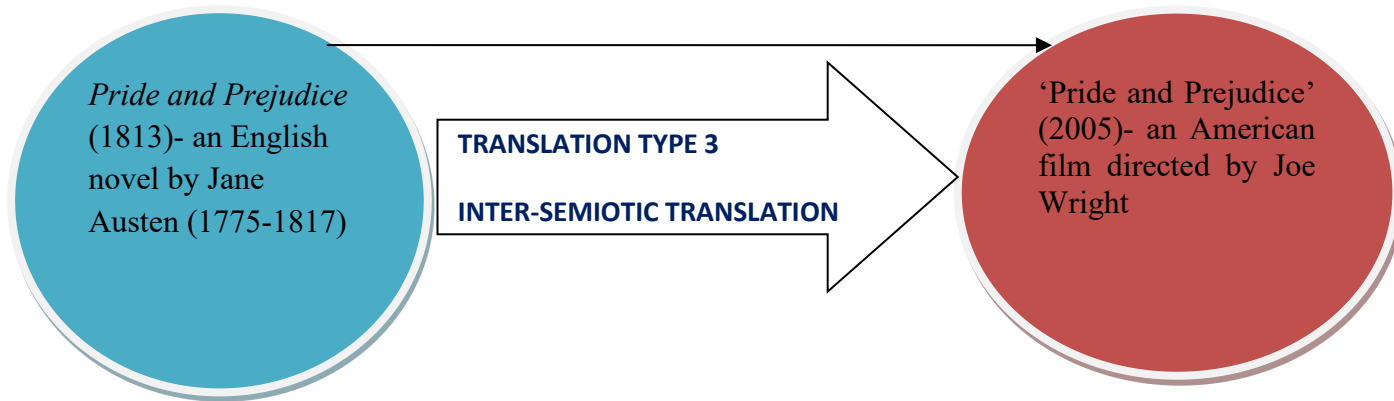 Pride and Prejudice
(1813)- an English
novel by Jane
Austen (1775-1817)
TRANSLATION TYPE 3
INTER-SEMIOTIC TRANSLATION
‘Pride and Prejudice’
(2005)- an American
film directed by Joe
Wright